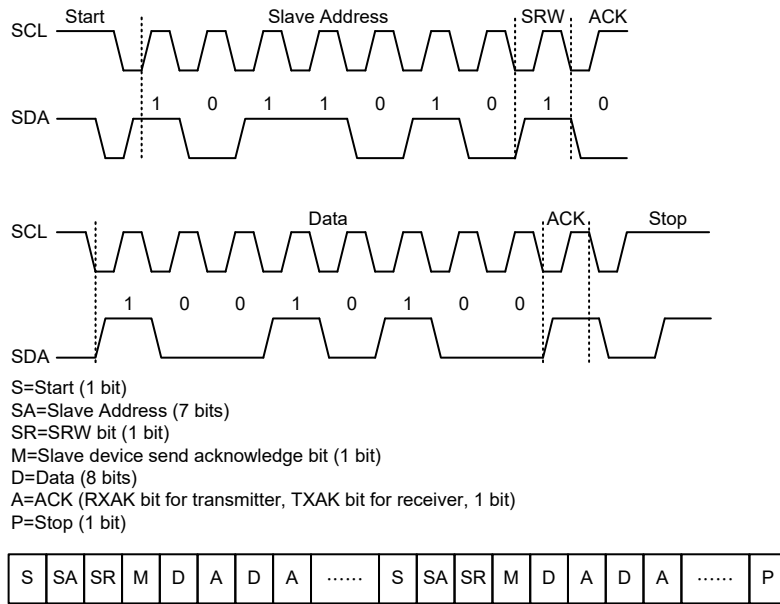 Start Slave Address SRW ACK
SCL
1 0 1 1 0 1 0 1 0
SDA
Data ACK Stop
SCL
1 0 0 1 0 1 0 0
SDA
S=Start (1 bit)
SA=Slave Address (7 bits)
SR=SRW bit (1 bit)
M=Slave device send acknowledge bit (1 bit)
D=Data (8 bits)
A=ACK (RXAK bit for transmitter, TXAK bit for receiver, 1 bit)
P=Stop (1 bit)
S SA SR M D A D A ...... S SA SR M D A D A ...... P